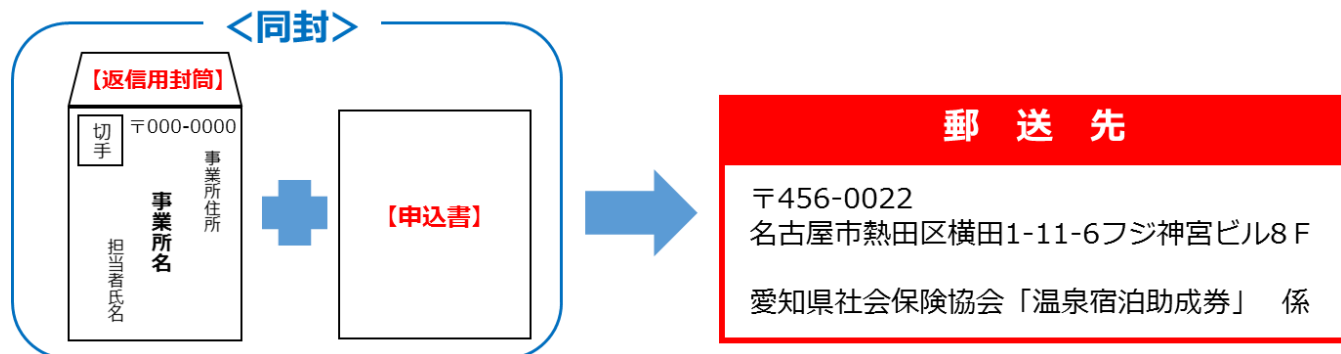 ＜同封＞
【返信用封筒】
切手
〒000-0000
事業所住所
事業所名
担当者氏名
【申込書】
郵 送 先
〒456-0022
名古屋市熱田区横田1-11-6フジ神宮ビル8Ｆ
愛知県社会保険協会「温泉宿泊助成券」　係